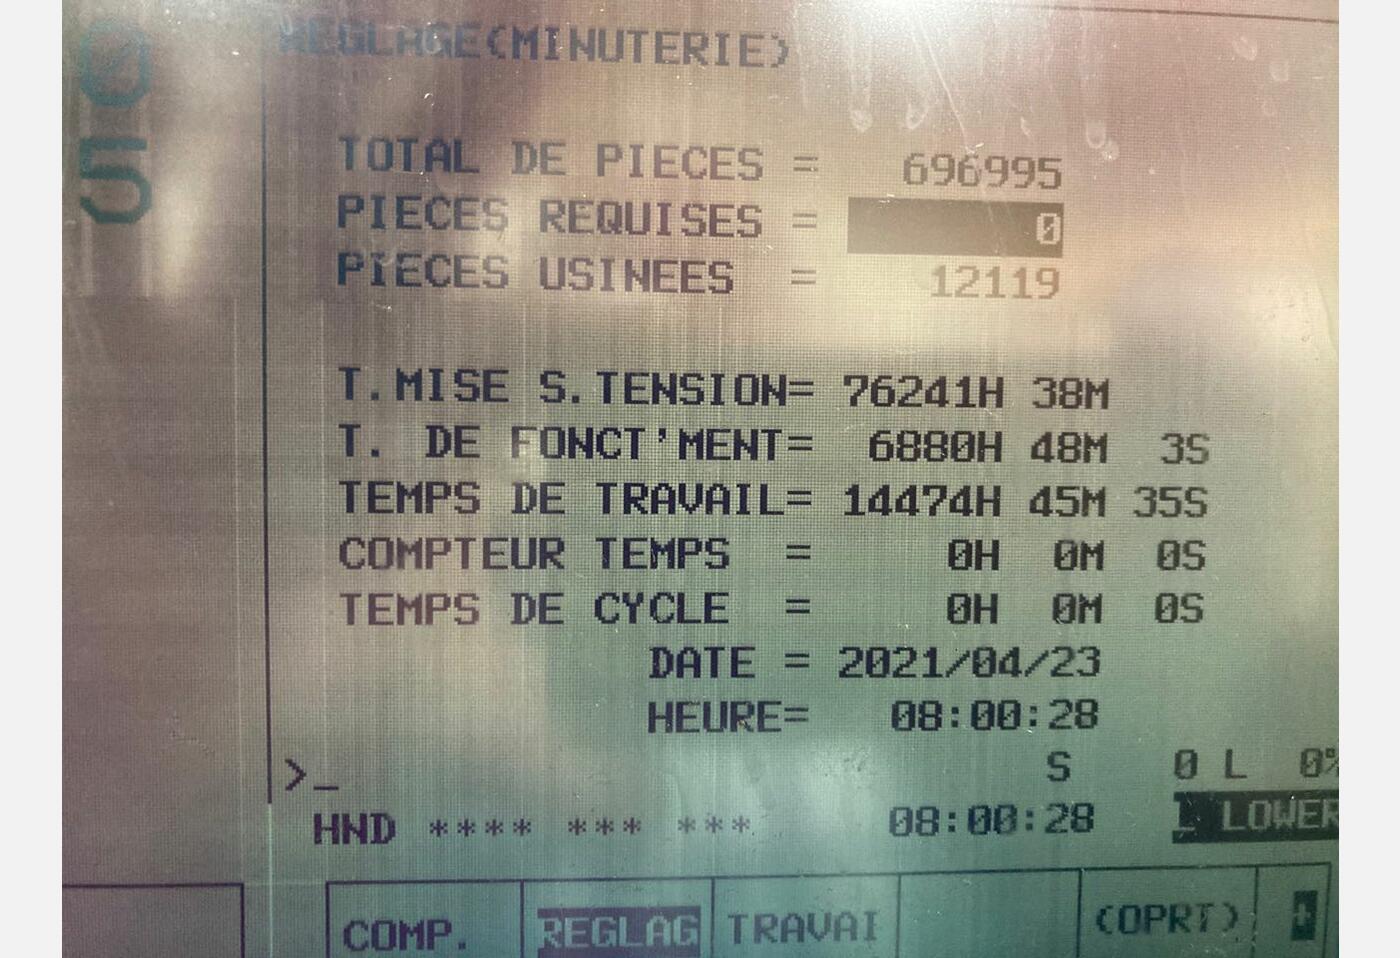 REGLAGE(MINUTERIE)
0
5
TOTAL DE PIECES = 696995
PIECES REQUISES = 0
PIECES USINEES = 12119
T.MISE S.TENSION= 76241H 38M
T. DE FONCT'MENT= 6880H 48M 3S
TEMPS DE TRAVAIL= 14474H 45M 35S
COMPTEUR TEMPS = 0H 0M 0S
TEMPS DE CYCLE = 0H 0M 0S
DATE = 2021/04/23
HEURE= 08:00:28
>_ S 0 L 0%
HND **** *** *** 08:00:28 L LOWER
COMP. REGLAG TRAVAI (OPRT) +